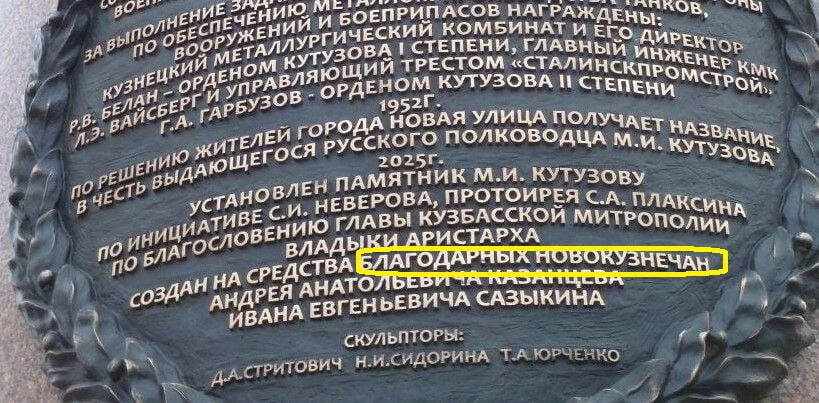 ЗА ВЫПОЛНЕНИЕ ЗАДАН
ПО ОБЕСПЕЧЕНИЮ МЕТАЛЛОМ ТАНКОВ,
ВООРУЖЕНИЙ И БОЕПРИПАСОВ НАГРАЖДЕНЫ:
КУЗНЕЦКИЙ МЕТАЛЛУРГИЧЕСКИЙ КОМБИНАТ И ЕГО ДИРЕКТОР
Р.В. БЕЛАН – ОРДЕНОМ КУТУЗОВА I СТЕПЕНИ, ГЛАВНЫЙ ИНЖЕНЕР КМК
Л.Э. ВАЙСБЕРГ И УПРАВЛЯЮЩИЙ ТРЕСТОМ «СТАЛИНСКПРОМСТРОЙ»
Г.А. ГАРБУЗОВ - ОРДЕНОМ КУТУЗОВА II СТЕПЕНИ
1952Г.
ПО РЕШЕНИЮ ЖИТЕЛЕЙ ГОРОДА НОВАЯ УЛИЦА ПОЛУЧАЕТ НАЗВАНИЕ,
В ЧЕСТЬ ВЫДАЮЩЕГОСЯ РУССКОГО ПОЛКОВОДЦА М.И. КУТУЗОВА
2025г.
УСТАНОВЛЕН ПАМЯТНИК М.И. КУТУЗОВУ
ПО ИНИЦИАТИВЕ С.И. НЕВЕРОВА, ПРОТОИРЕЯ С.А. ПЛАКСИНА
ПО БЛАГОСЛОВЕНИЮ ГЛАВЫ КУЗБАССКОЙ МИТРОПОЛИИ
ВЛАДЫКИ АРИСТАРХА
СОЗДАН НА СРЕДСТВА БЛАГОДАРНЫХ НОВОКУЗНЕЧАН
АНДРЕЯ АНАТОЛЬЕВИЧА КАЗАНЦЕВА
ИВАНА ЕВГЕНЬЕВИЧА САЗЫКИНА
СКУЛЬПТОРЫ:
Д.А.СТРИТОВИЧ Н.И.СИДОРИНА Т.А.ЮРЧЕНКО